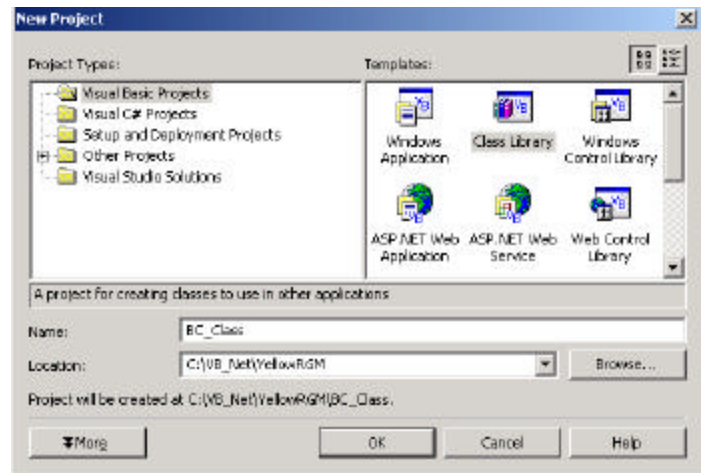 New Project
Project Types:
Templates:
Visual Basic Projects
Visual C# Projects
Setup and Deployment Projects
Other Projects
Visual Studio Solutions
Windows Application
Class Library
Windows Control Library
ASP.NET Web Application
ASP.NET Web Service
Web Control Library
A project for creating classes to use in other applications
Name:
BC_Class
Location:
C:\VB_Net\YellowRGM
Browse...
Project will be created at C:\VB_Net\YellowRGM\BC_Class.
More
OK
Cancel
Help